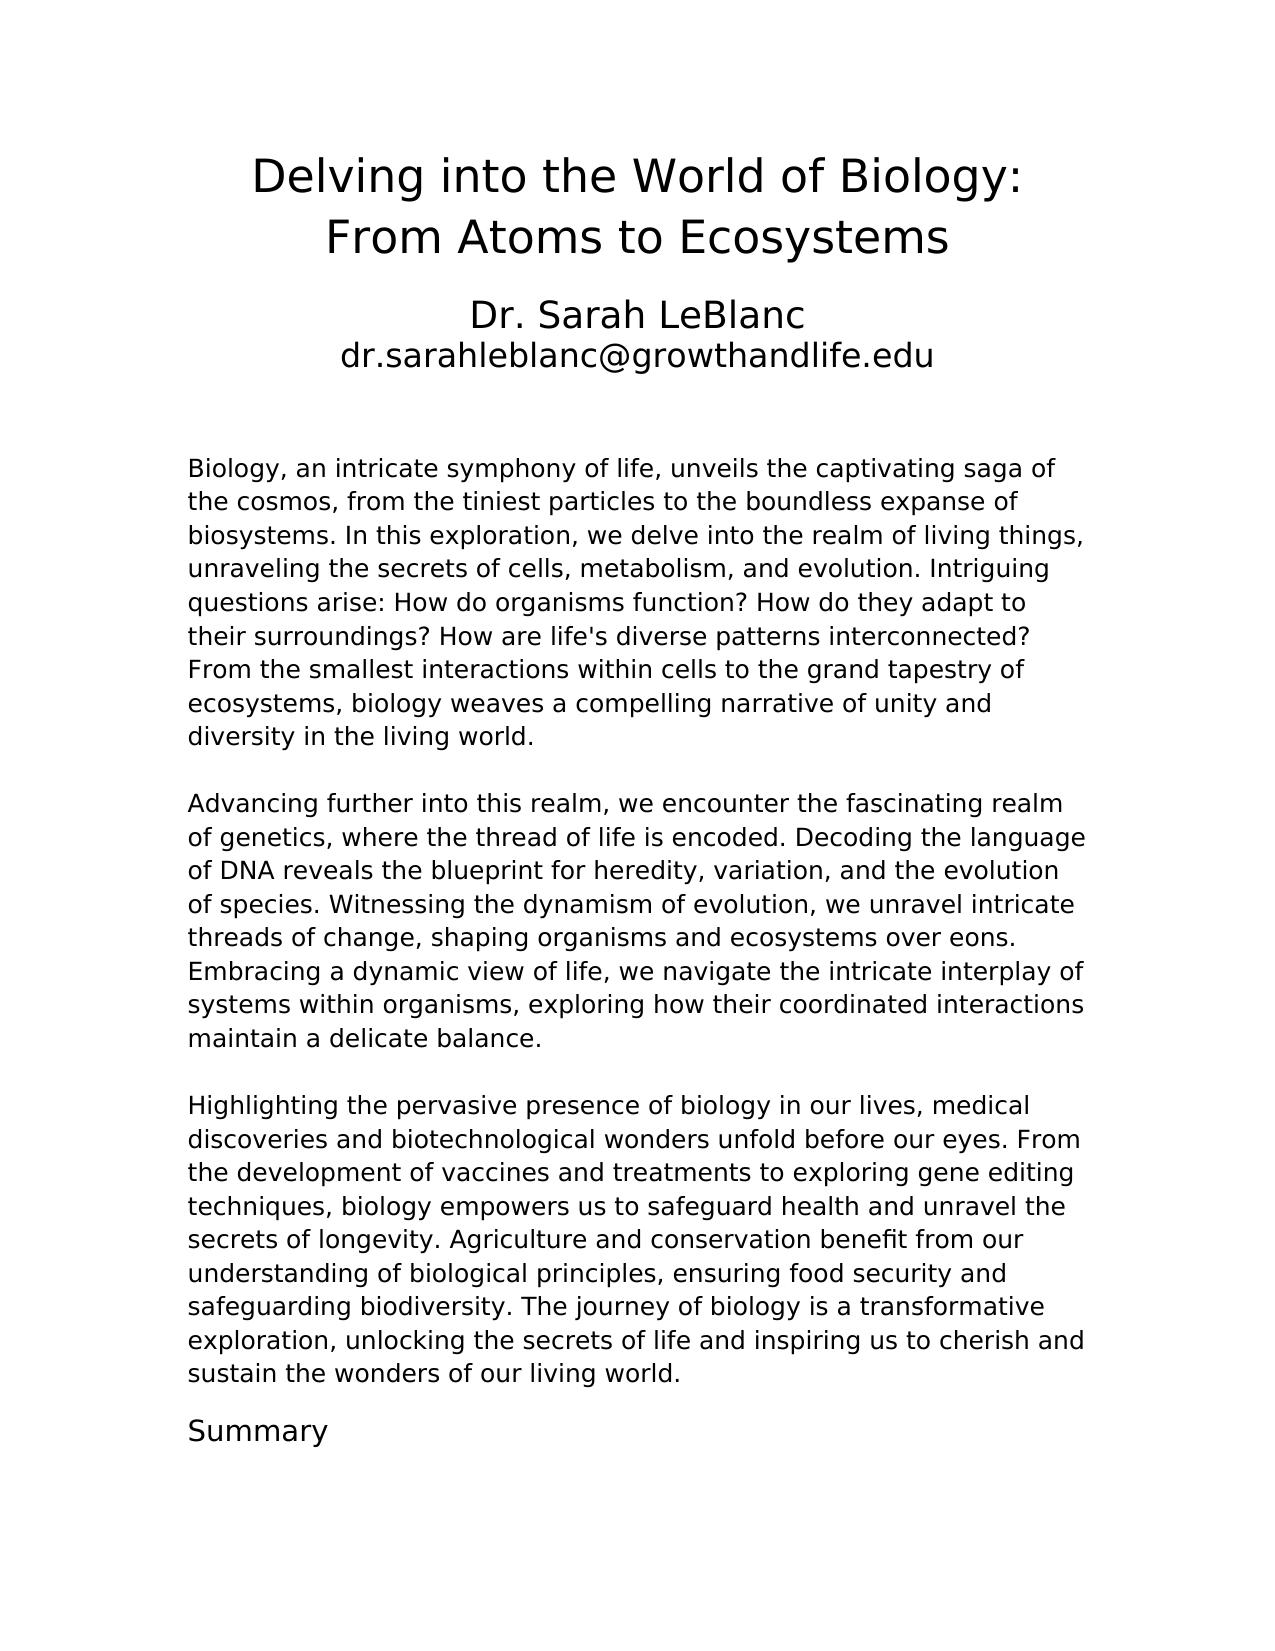 Delving into the World of Biology:
From Atoms to Ecosystems
Dr. Sarah LeBlanc
dr.sarahleblanc@growthandlife.edu
Biology, an intricate symphony of life, unveils the captivating saga of
the cosmos, from the tiniest particles to the boundless expanse of
biosystems. In this exploration, we delve into the realm of living things,
unraveling the secrets of cells, metabolism, and evolution. Intriguing
questions arise: How do organisms function? How do they adapt to
their surroundings? How are life's diverse patterns interconnected?
From the smallest interactions within cells to the grand tapestry of
ecosystems, biology weaves a compelling narrative of unity and
diversity in the living world.
Advancing further into this realm, we encounter the fascinating realm
of genetics, where the thread of life is encoded. Decoding the language
of DNA reveals the blueprint for heredity, variation, and the evolution
of species. Witnessing the dynamism of evolution, we unravel intricate
threads of change, shaping organisms and ecosystems over eons.
Embracing a dynamic view of life, we navigate the intricate interplay of
systems within organisms, exploring how their coordinated interactions
maintain a delicate balance.
Highlighting the pervasive presence of biology in our lives, medical
discoveries and biotechnological wonders unfold before our eyes. From
the development of vaccines and treatments to exploring gene editing
techniques, biology empowers us to safeguard health and unravel the
secrets of longevity. Agriculture and conservation benefit from our
understanding of biological principles, ensuring food security and
safeguarding biodiversity. The journey of biology is a transformative
exploration, unlocking the secrets of life and inspiring us to cherish and
sustain the wonders of our living world.
Summary